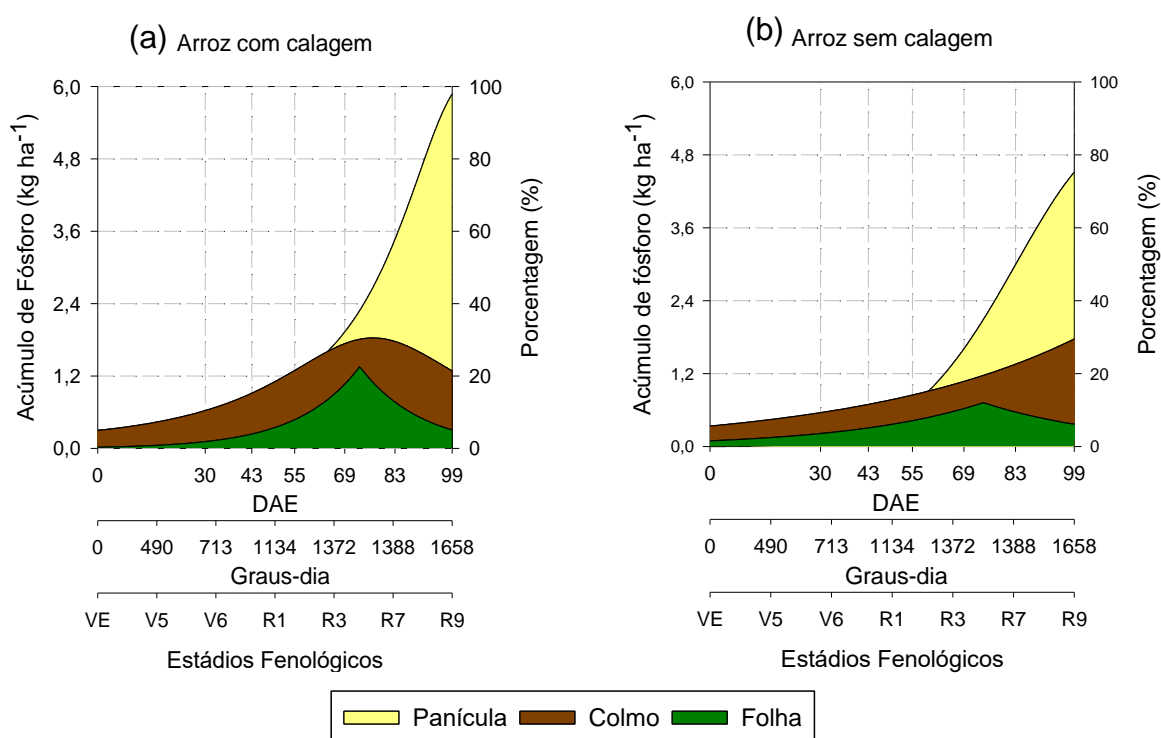 (a) Arroz com calagem
Acúmulo de Fósforo (kg ha-1)
6,0
4,8
3,6
2,4
1,2
0,0
100
80
60
40
20
0
Porcentagem (%)
0 30 43 55 69 83 99
DAE
0 490 713 1134 1372 1388 1658
Graus-dia
VE V5 V6 R1 R3 R7 R9
Estádios Fenológicos
(b) Arroz sem calagem
Acúmulo de fósforo (kg ha-1)
6,0
4,8
3,6
2,4
1,2
0,0
100
80
60
40
20
0
Porcentagem (%)
0 30 43 55 69 83 99
DAE
0 490 713 1134 1372 1388 1658
Graus-dia
VE V5 V6 R1 R3 R7 R9
Estádios Fenológicos
Panícula Colmo Folha